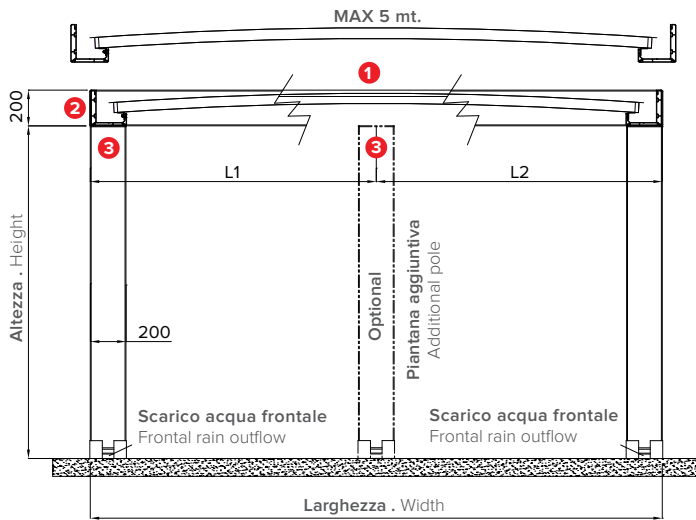 MAX 5 mt.
1
200
2
3
3
L1
L2
Altezza . Height
Optional
Piantana aggiuntiva
Additional pole
200
Scarico acqua frontale
Frontal rain outflow
Scarico acqua frontale
Frontal rain outflow
Larghezza . Width